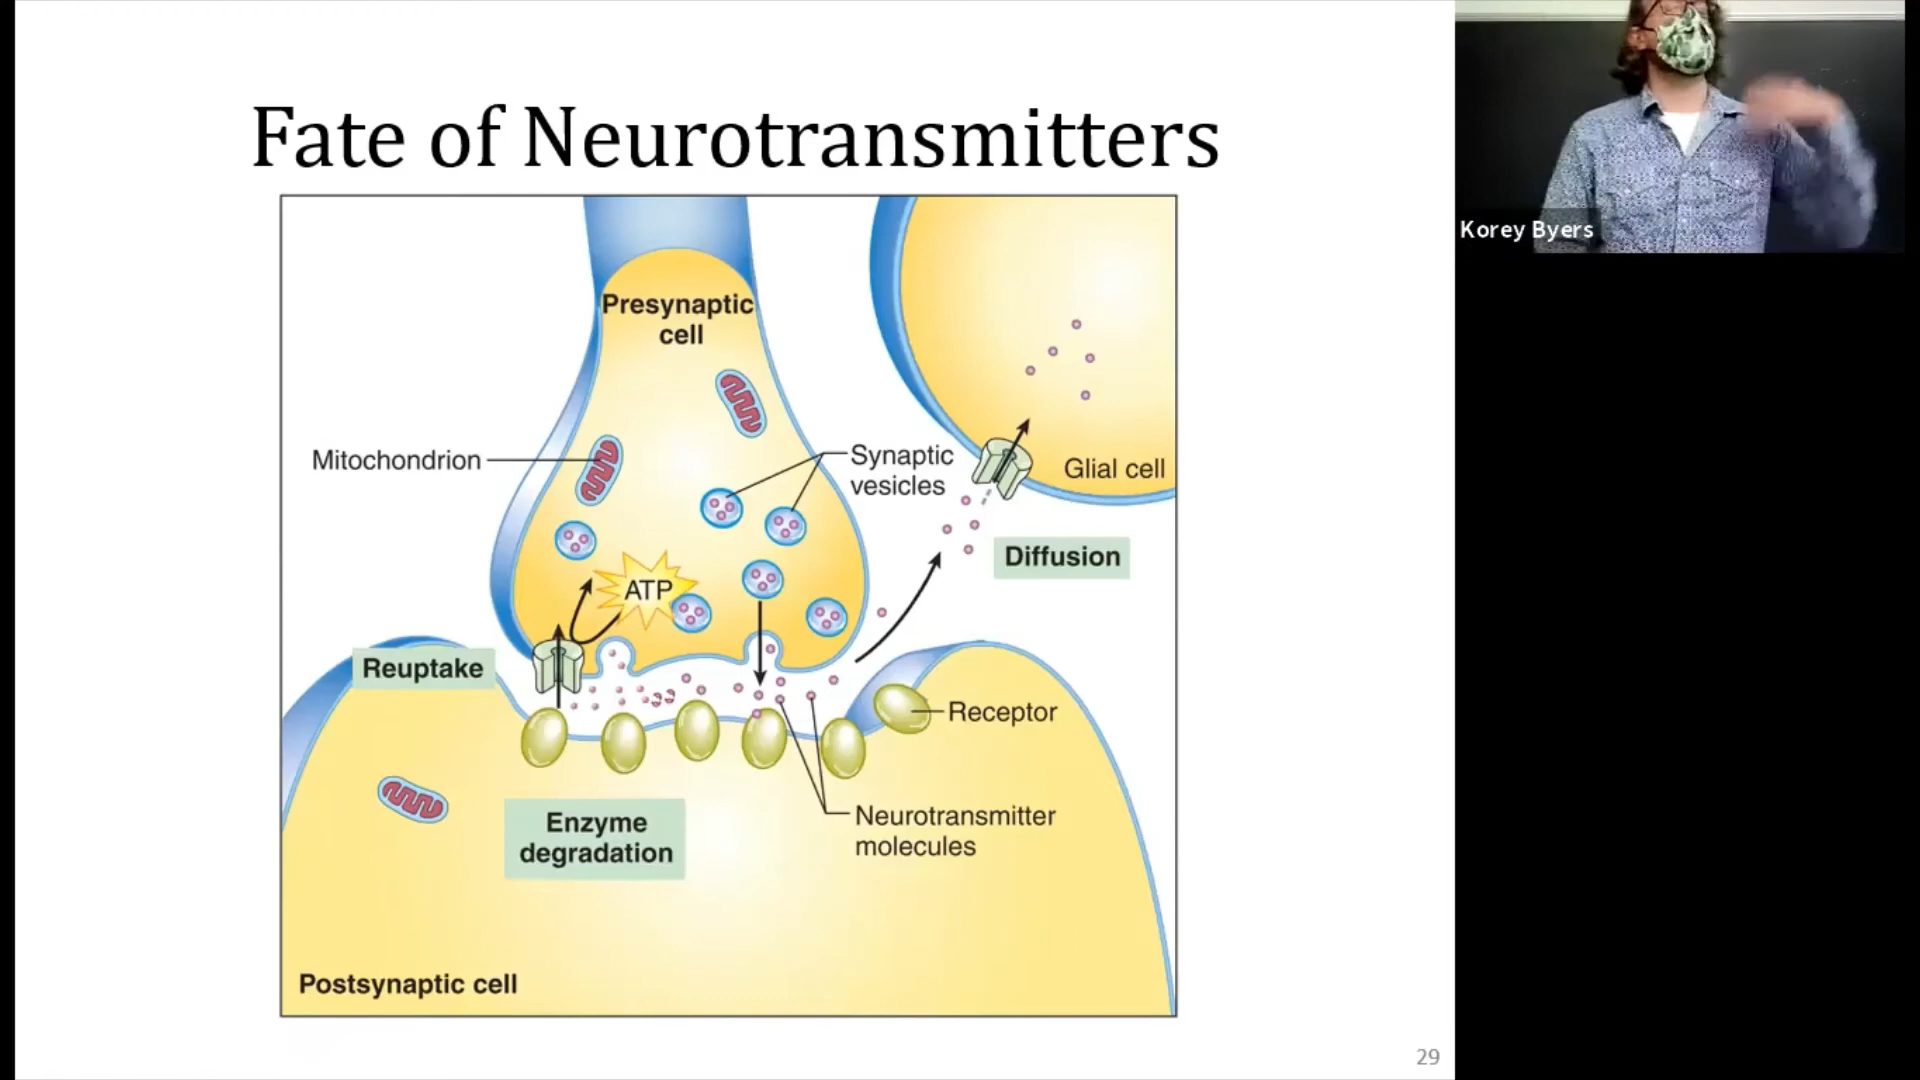 Fate of Neurotransmitters
Korey Byers
Presynaptic
cell
Mitochondrion
Synaptic
vesicles
Glial cell
Diffusion
ATP
Reuptake
Receptor
Enzyme
degradation
Neurotransmitter
molecules
Postsynaptic cell
29